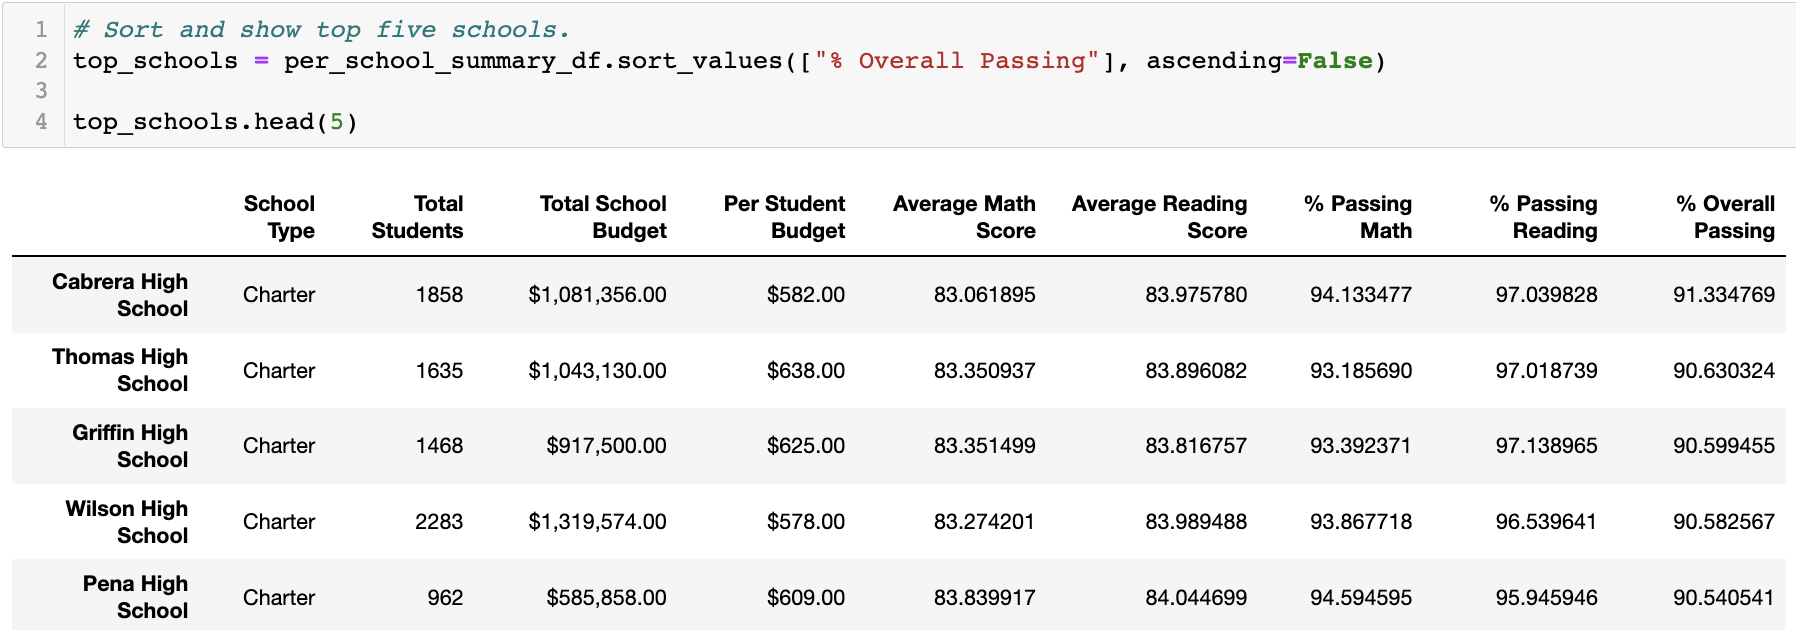 1 # Sort and show top five schools.
2 top_schools = per_school_summary_df.sort_values(["% Overall Passing"], ascending=False)
3
4 top_schools.head(5)
School Type Total Students Total School Budget Per Student Budget Average Math Score Average Reading Score % Passing Math % Passing Reading % Overall Passing
Cabrera High School Charter 1858 $1,081,356.00 $582.00 83.061895 83.975780 94.133477 97.039828 91.334769
Thomas High School Charter 1635 $1,043,130.00 $638.00 83.350937 83.896082 93.185690 97.018739 90.630324
Griffin High School Charter 1468 $917,500.00 $625.00 83.351499 83.816757 93.392371 97.138965 90.599455
Wilson High School Charter 2283 $1,319,574.00 $578.00 83.274201 83.989488 93.867718 96.539641 90.582567
Pena High School Charter 962 $585,858.00 $609.00 83.839917 84.044699 94.594595 95.945946 90.540541